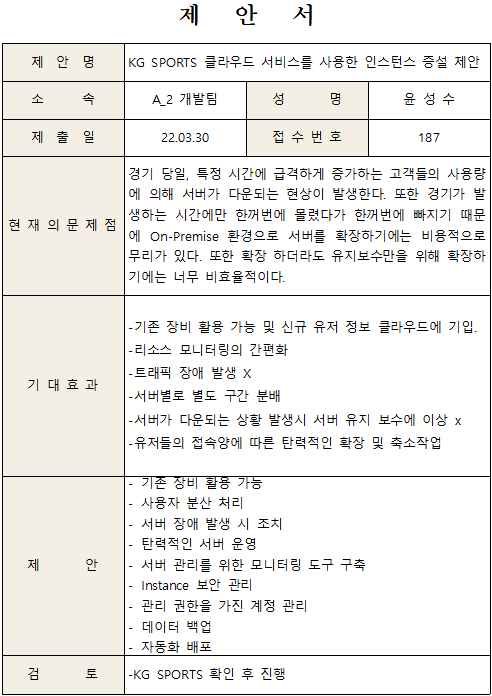 제 안 서
제 안 명 KG SPORTS 클라우드 서비스를 사용한 인스턴스 증설 제안
소 속 A_2 개발팀 성 명 윤 성 수
제 출 일 22.03.30 접 수 번 호 187
현 재 의 문 제 점
경기 당일, 특정 시간에 급격하게 증가하는 고객들의 사용량
에 의해 서버가 다운되는 현상이 발생한다. 또한 경기가 발
생하는 시간에만 한꺼번에 몰렸다가 한꺼번에 빠지기 때문
에 On-Premise 환경으로 서버를 확장하기에는 비용적으로
무리가 있다. 또한 확장 하더라도 유지보수만을 위해 확장하
기에는 너무 비효율적이다.
기 대 효 과
-기존 장비 활용 가능 및 신규 유저 정보 클라우드에 기입.
-리소스 모니터링의 간편화
-트래픽 장애 발생 X
-서버별로 별도 구간 분배
-서버가 다운되는 상황 발생시 서버 유지 보수에 이상 x
-유저들의 접속양에 따른 탄력적인 확장 및 축소작업
제 안
- 기존 장비 활용 가능
- 사용자 분산 처리
- 서버 장애 발생 시 조치
- 탄력적인 서버 운영
- 서버 관리를 위한 모니터링 도구 구축
- Instance 보안 관리
- 관리 권한을 가진 계정 관리
- 데이터 백업
- 자동화 배포
검 토 -KG SPORTS 확인 후 진행